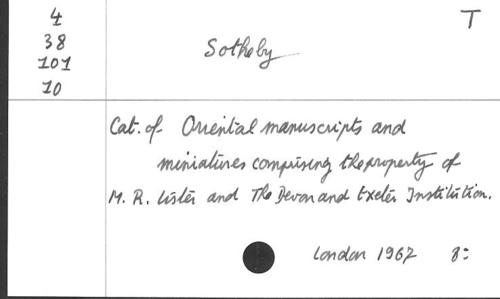 4
38
101
10
T
Sotheby
Cat. of Oriental manuscripts and
miniatures comprising the property of
M. R. Lister and The Devon and Exeter Institution.
London 1967 8: